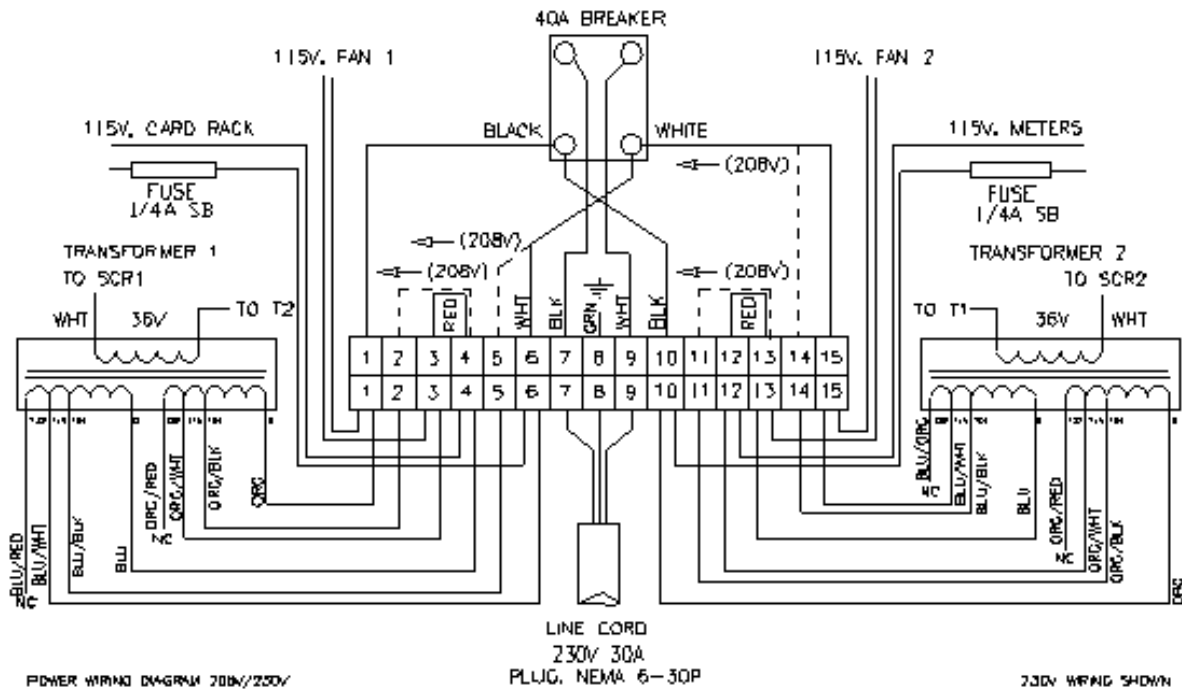 40A BREAKER
115V. FAN 1
115V. FAN 2
115V. CARD RACK
BLACK
WHITE
115V. METERS
(208V)
FUSE
1/4A SB
FUSE
1/4A SB
(208V)
(208V)
(208V)
TRANSFORMER 1
TO SCR1
TRANSFORMER 2
TO SCR2
WHT
36V
TO T2
RED
WHT
BLK
GRN
WHT
BLK
RED
TO T1
36V
WHT
1 2 3 4 5 6 7 8 9 10 11 12 13 14 15
1 2 3 4 5 6 7 8 9 10 11 12 13 14 15
BLU/RED
BLU/WHT
BLU/BLK
BLU
ORG/RED
ORG/WHT
ORG/BLK
ORG
NC
NC
BLU/ORG
BLU/WHT
BLU/BLK
BLU
ORG/RED
ORG/WHT
ORG/BLK
ORG
NC
NC
LINE CORD
230V 30A
PLUG, NEMA 6-30P
POWER WIRING DIAGRAM 208V/230V
230V WIRING SHOWN